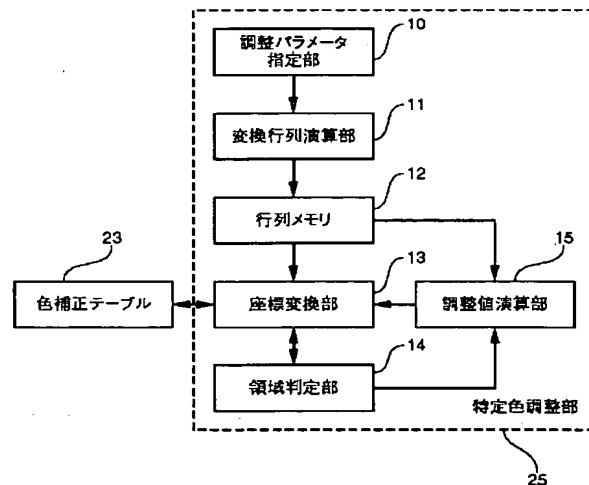 10
調整パラメータ
指定部
11
変換行列演算部
12
行列メモリ
23
13
15
色補正テーブル
座標変換部
調整値演算部
14
領域判定部
特定色調整部
25